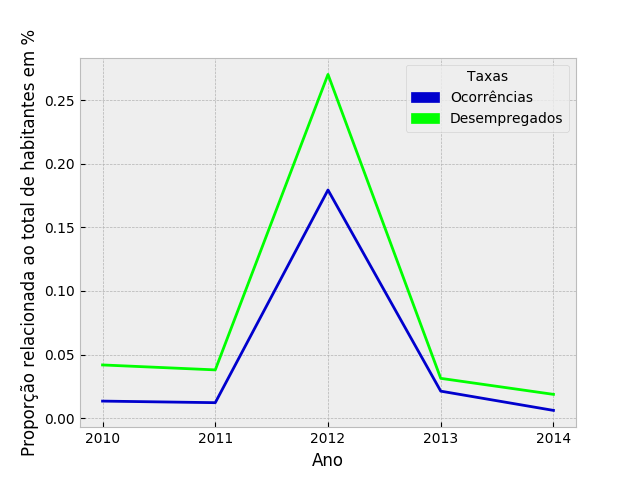 Proporção relacionada ao total de habitantes em %
0.25
0.20
0.15
0.10
0.05
0.00
Taxas
Ocorrências
Desempregados
2010 2011 2012 2013 2014
Ano